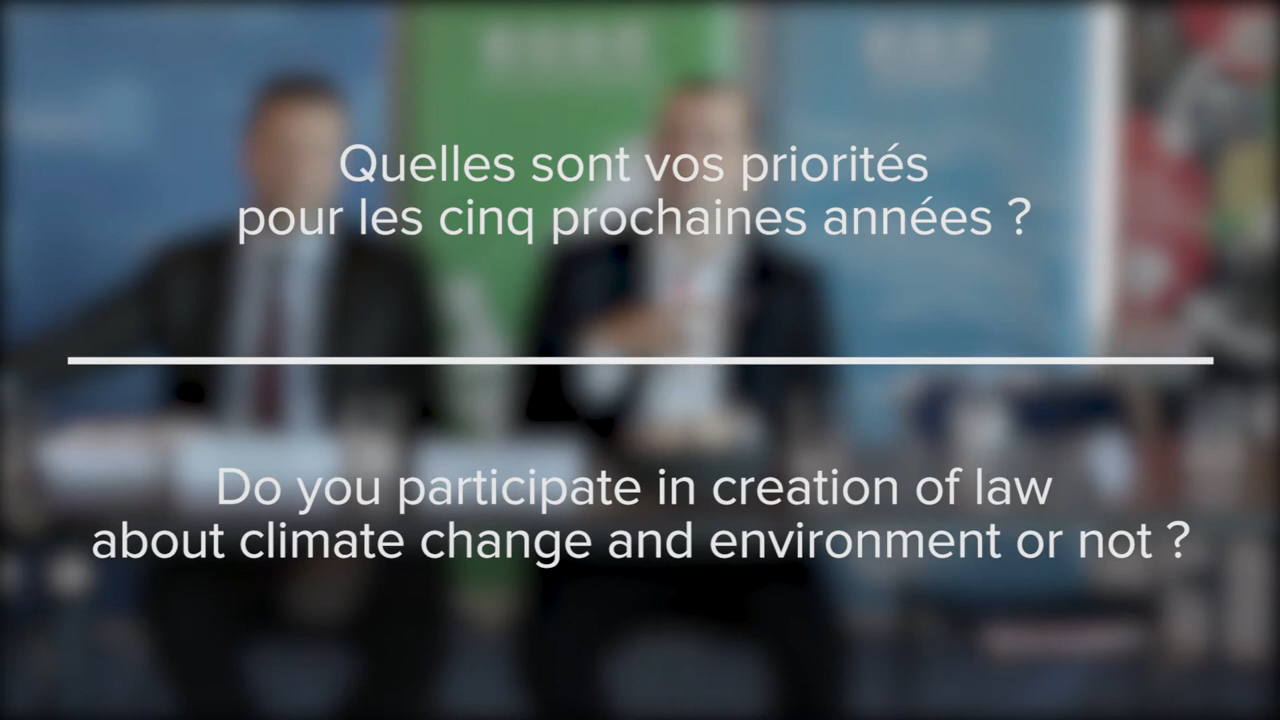 Quelles sont vos priorités
pour les cinq prochaines années ?
Do you participate in creation of law
about climate change and environment or not ?